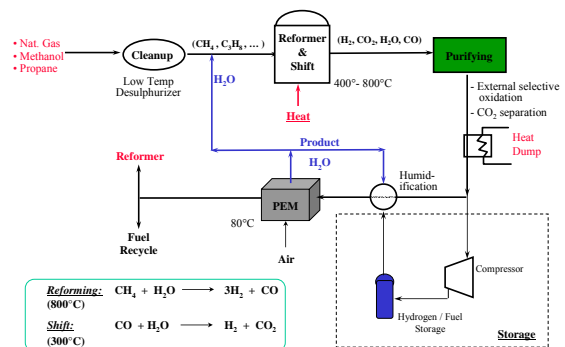 • Nat. Gas
• Methanol
• Propane
Cleanup
Low Temp
Desulphurizer
(CH₄ , C₃H₈, … )
H₂O
Reformer
&
Shift
400°- 800°C
Heat
(H₂, CO₂, H₂O, CO)
Purifying
- External selective
oxidation
- CO₂ separation
Heat
Dump
Product
H₂O
Humid-
ification
Reformer
PEM
80°C
Fuel
Recycle
Air
Compressor
Hydrogen / Fuel
Storage
Storage
Reforming: CH₄ + H₂O ⟶ 3H₂ + CO
(800°C)
Shift: CO + H₂O ⟶ H₂ + CO₂
(300°C)